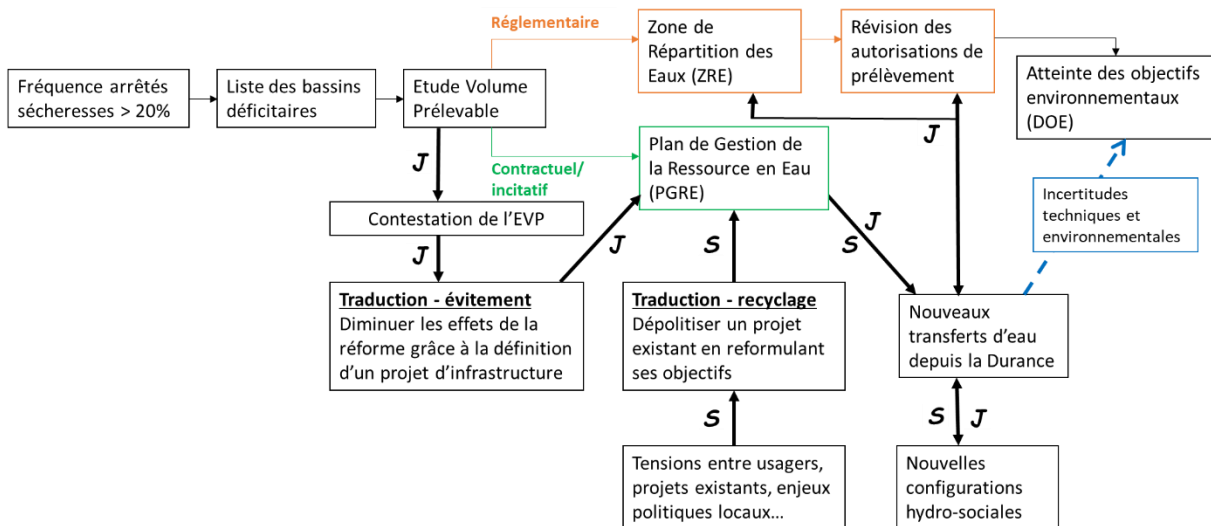 Réglementaire
Zone de
Répartition des
Eaux (ZRE)
Révision des
autorisations de
prélèvement
Fréquence arrêtés
sécheresses > 20%
Liste des bassins
déficitaires
Etude Volume
Prélevable
Atteinte des objectifs
environnementaux
(DOE)
J
Contractuel/
incitatif
Plan de Gestion de
la Ressource en Eau
(PGRE)
J
Contestation de l'EVP
Incertitudes
techniques et
environnementales
J
J
S
S
J
Traduction - évitement
Diminuer les effets de la
réforme grâce à la définition
d'un projet d'infrastructure
Traduction - recyclage
Dépolitiser un projet
existant en reformulant
ses objectifs
Nouveaux
transferts d'eau
depuis la Durance
S
S
J
Tensions entre usagers,
projets existants, enjeux
politiques locaux...
Nouvelles
configurations
hydro-sociales